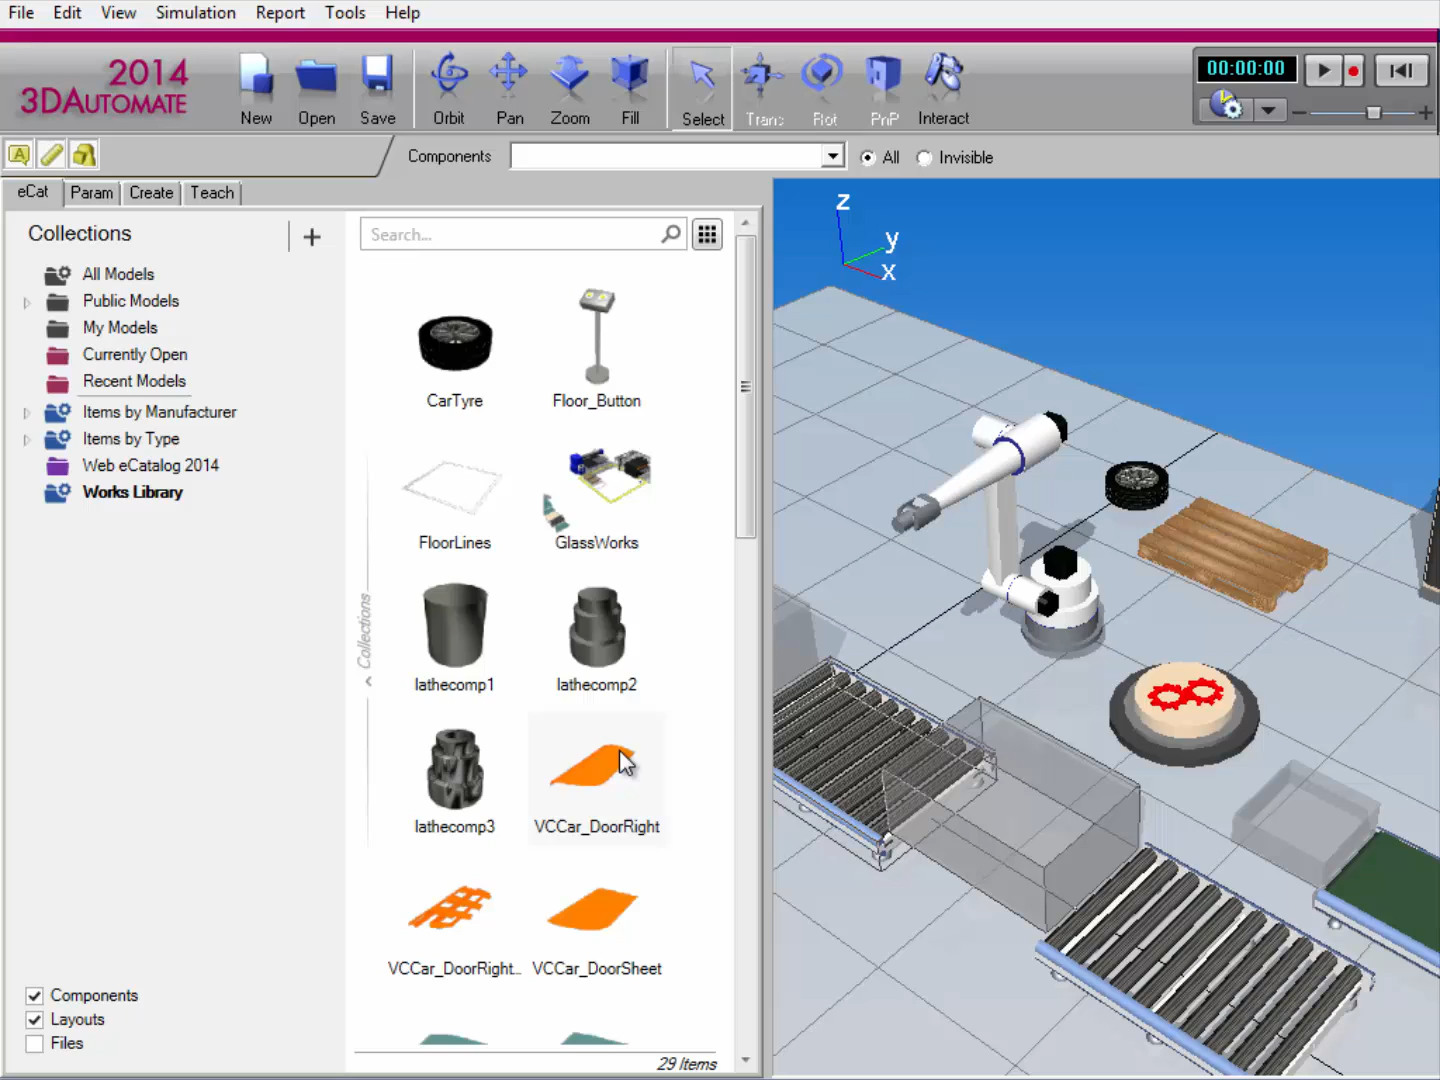 File Edit View Simulation Report Tools Help
2014
3DAUTOMATE
New Open Save Orbit Pan Zoom Fill Select Trans Rot PnP Interact
00:00:00
Components All Invisible
eCat Param Create Teach
Collections
Search...
All Models
Public Models
My Models
Currently Open
Recent Models
Items by Manufacturer
Items by Type
Web eCatalog 2014
Works Library
CarTyre Floor_Button
FloorLines GlassWorks
lathecomp1 lathecomp2
lathecomp3 VCCar_DoorRight
VCCar_DoorRight... VCCar_DoorSheet
Collections
Components
Layouts
Files
29 Items
z
y
x